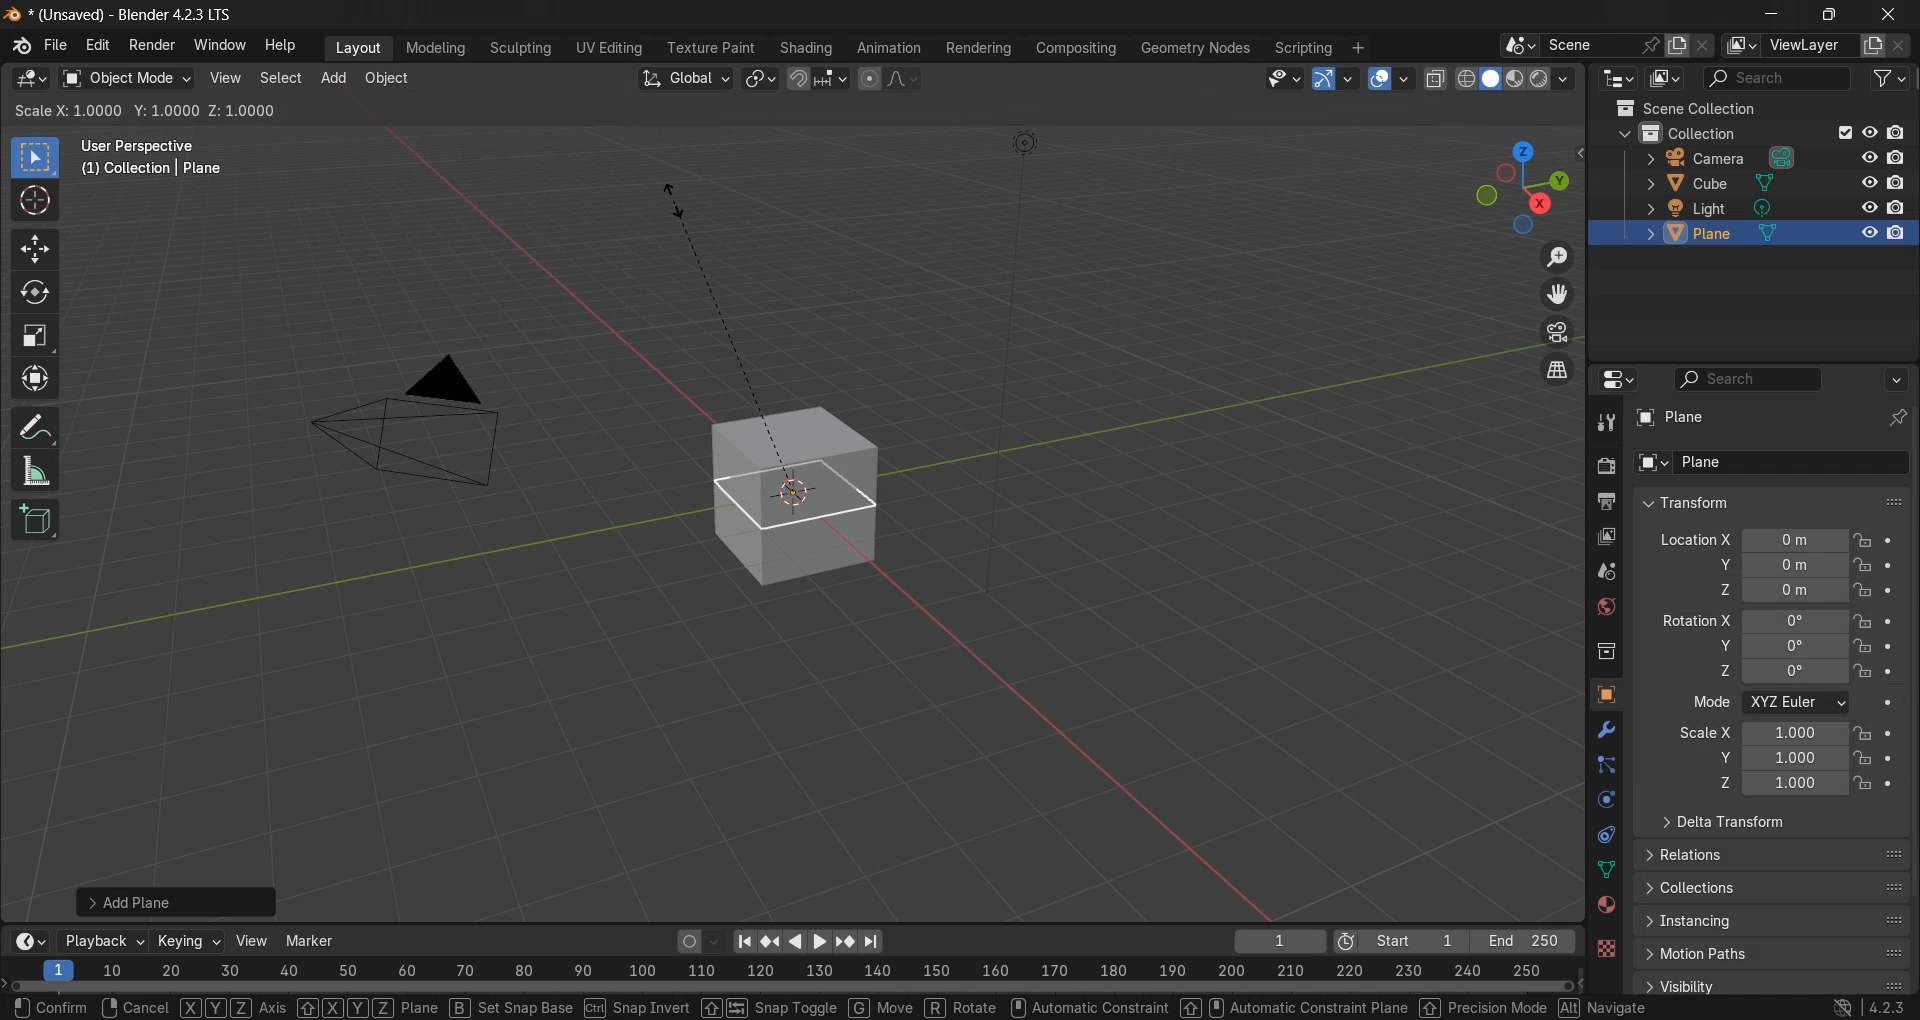 * (Unsaved) - Blender 4.2.3 LTS
File Edit Render Window Help Layout Modeling Sculpting UV Editing Texture Paint Shading Animation Rendering Compositing Geometry Nodes Scripting + Scene ViewLayer
Object Mode View Select Add Object Global Search
Scale X: 1.0000 Y: 1.0000 Z: 1.0000
User Perspective
(1) Collection | Plane
Z
Y
X
Scene Collection
Collection
Camera
Cube
Light
Plane
Search
Plane
Plane
Transform
Location X 0 m
Y 0 m
Z 0 m
Rotation X 0°
Y 0°
Z 0°
Mode XYZ Euler
Scale X 1.000
Y 1.000
Z 1.000
Delta Transform
Relations
Collections
Instancing
Motion Paths
Visibility
Add Plane
Playback Keying View Marker 1 Start 1 End 250
1 10 20 30 40 50 60 70 80 90 100 110 120 130 140 150 160 170 180 190 200 210 220 230 240 250
Confirm Cancel X Y Z Axis X Y Z Plane B Set Snap Base Ctrl Snap Invert Snap Toggle G Move R Rotate Automatic Constraint Automatic Constraint Plane Precision Mode Alt Navigate 4.2.3